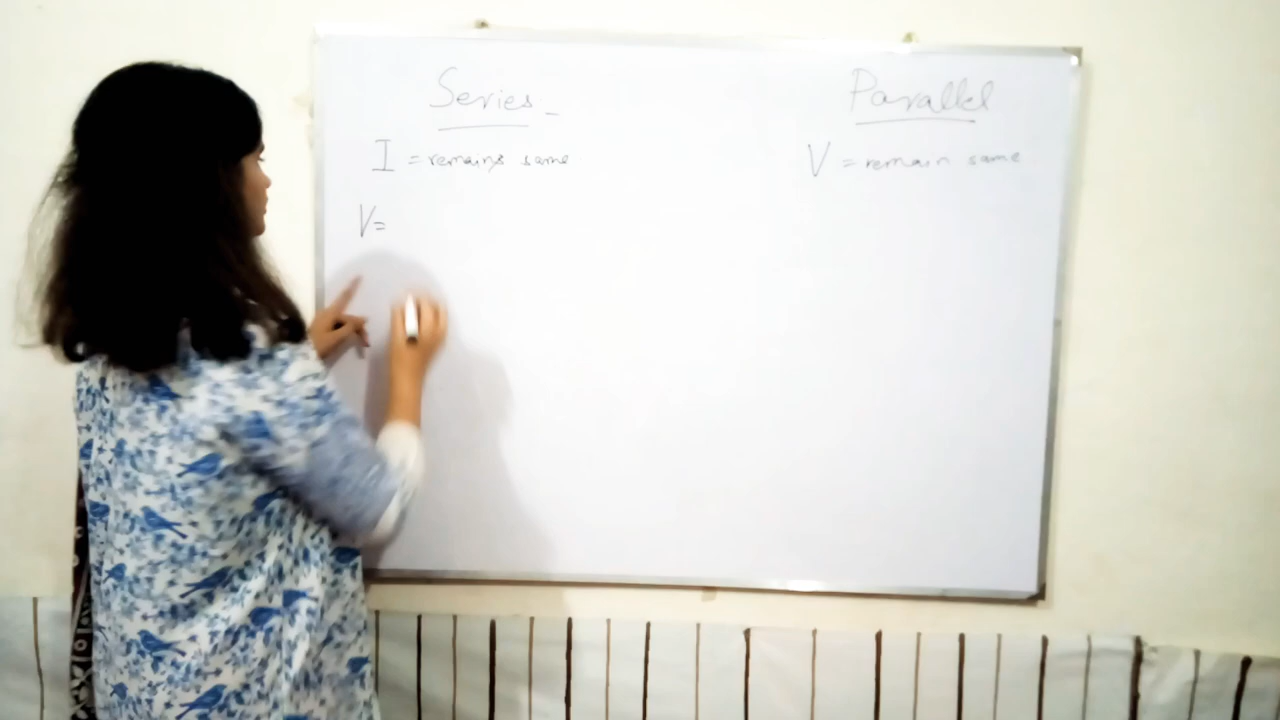 Series -
I = remains same
V=
Parallel
V = remain same